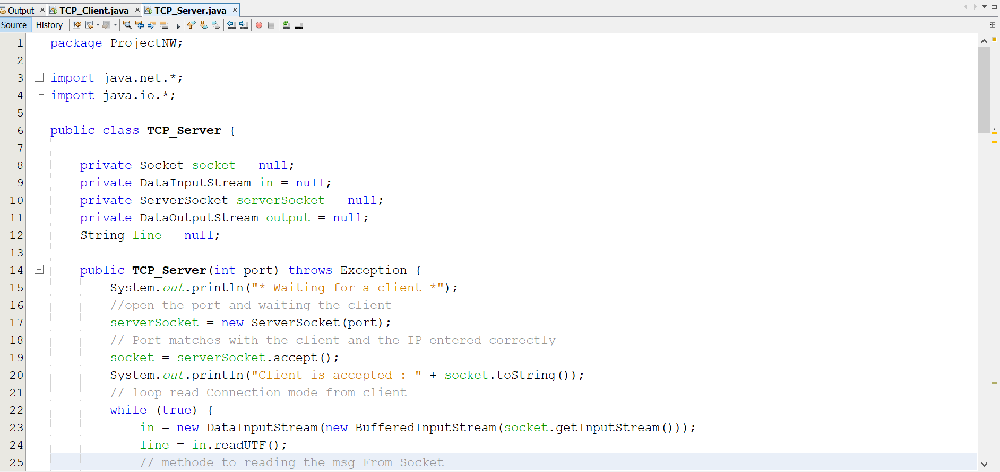 Output × TCP_Client.java × TCP_Server.java ×
Source History
1 package ProjectNW;
2
3 import java.net.*;
4 import java.io.*;
5
6 public class TCP_Server {
7
8 private Socket socket = null;
9 private DataInputStream in = null;
10 private ServerSocket serverSocket = null;
11 private DataOutputStream output = null;
12 String line = null;
13
14 public TCP_Server(int port) throws Exception {
15 System.out.println("* Waiting for a client *");
16 //open the port and waiting the client
17 serverSocket = new ServerSocket(port);
18 // Port matches with the client and the IP entered correctly
19 socket = serverSocket.accept();
20 System.out.println("Client is accepted : " + socket.toString());
21 // loop read Connection mode from client
22 while (true) {
23 in = new DataInputStream(new BufferedInputStream(socket.getInputStream()));
24 line = in.readUTF();
25 // methode to reading the msg From Socket